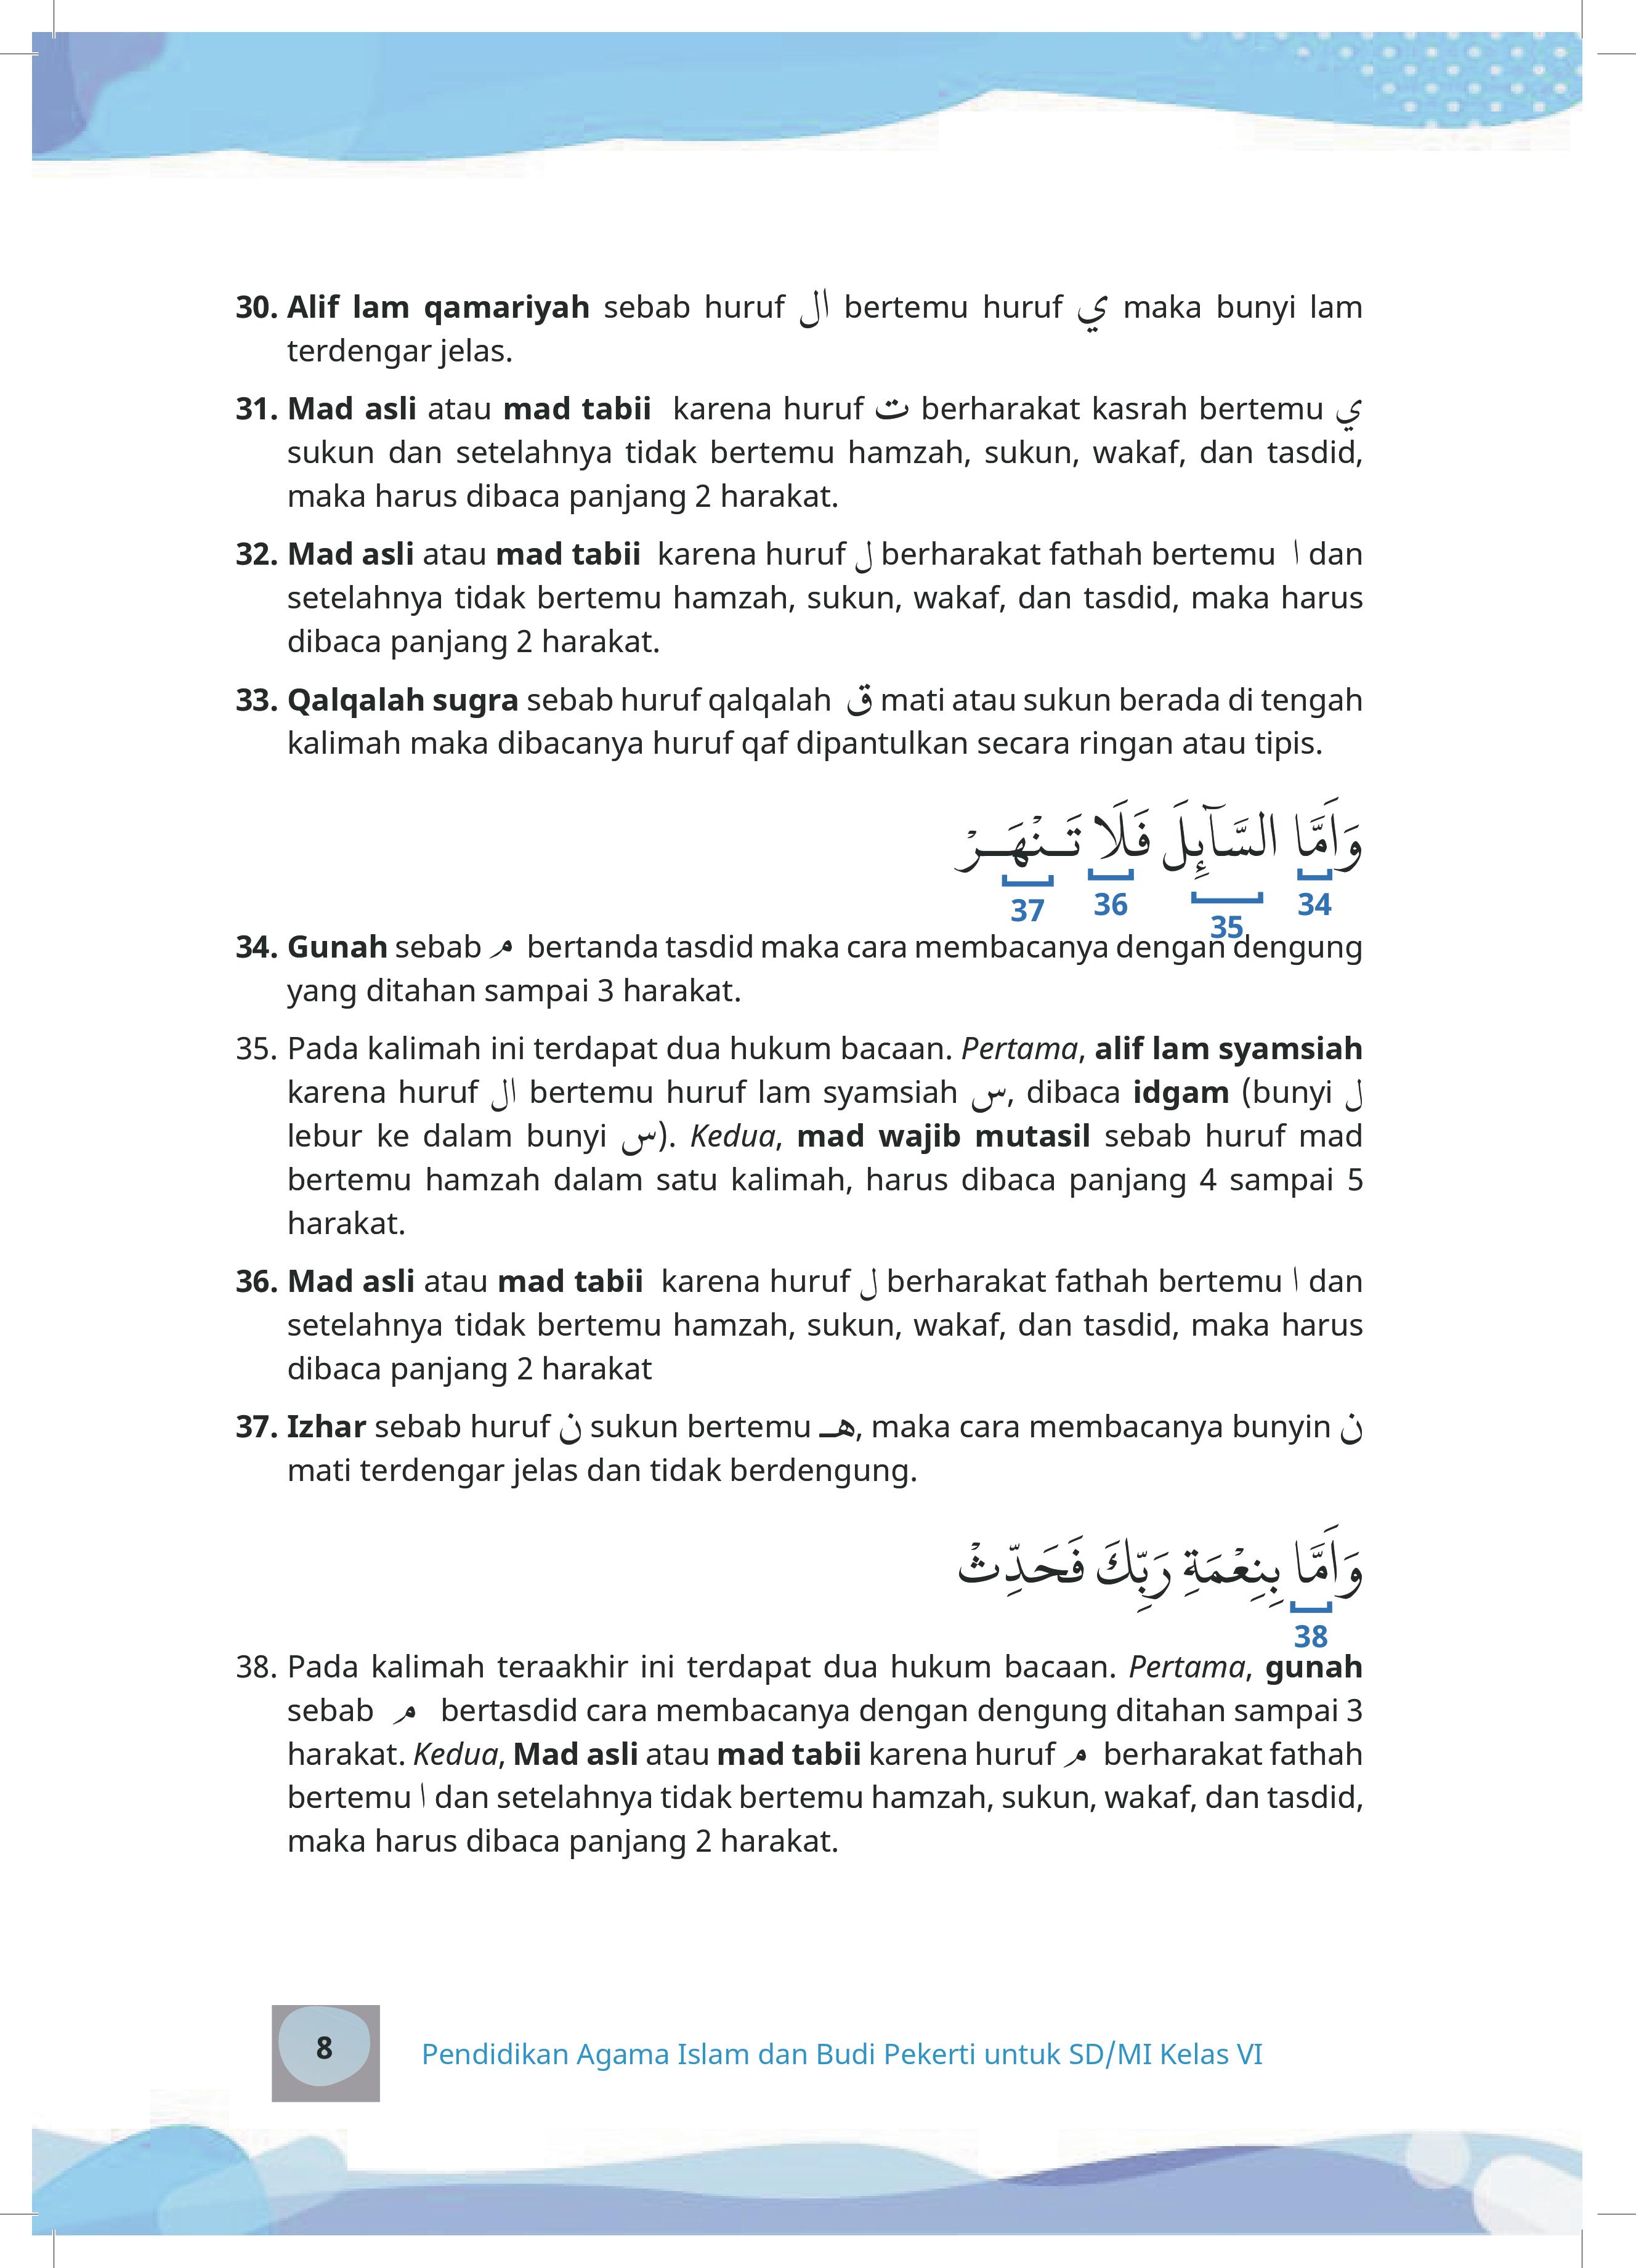 30. Alif lam qamariyah sebab huruf ال bertemu huruf ي maka bunyi lam
terdengar jelas.
31. Mad asli atau mad tabii karena huruf ت berharakat kasrah bertemu ي
sukun dan setelahnya tidak bertemu hamzah, sukun, wakaf, dan tasdid,
maka harus dibaca panjang 2 harakat.
32. Mad asli atau mad tabii karena huruf ل berharakat fathah bertemu ا dan
setelahnya tidak bertemu hamzah, sukun, wakaf, dan tasdid, maka harus
dibaca panjang 2 harakat.
33. Qalqalah sugra sebab huruf qalqalah ق mati atau sukun berada di tengah
kalimah maka dibacanya huruf qaf dipantulkan secara ringan atau tipis.
وَاَمَّا السَّاۤىِٕلَ فَلَا تَـنْهَـرْ
37 36 35 34
34. Gunah sebab م bertanda tasdid maka cara membacanya dengan dengung
yang ditahan sampai 3 harakat.
35. Pada kalimah ini terdapat dua hukum bacaan. Pertama, alif lam syamsiah
karena huruf ال bertemu huruf lam syamsiah س, dibaca idgam (bunyi ل
lebur ke dalam bunyi س). Kedua, mad wajib mutasil sebab huruf mad
bertemu hamzah dalam satu kalimah, harus dibaca panjang 4 sampai 5
harakat.
36. Mad asli atau mad tabii karena huruf ل berharakat fathah bertemu ا dan
setelahnya tidak bertemu hamzah, sukun, wakaf, dan tasdid, maka harus
dibaca panjang 2 harakat
37. Izhar sebab huruf ن sukun bertemu هـ, maka cara membacanya bunyin ن
mati terdengar jelas dan tidak berdengung.
وَاَمَّا بِنِعْمَةِ رَبِّكَ فَحَدِّثْ
38
38. Pada kalimah teraakhir ini terdapat dua hukum bacaan. Pertama, gunah
sebab م bertasdid cara membacanya dengan dengung ditahan sampai 3
harakat. Kedua, Mad asli atau mad tabii karena huruf م berharakat fathah
bertemu ا dan setelahnya tidak bertemu hamzah, sukun, wakaf, dan tasdid,
maka harus dibaca panjang 2 harakat.
8 Pendidikan Agama Islam dan Budi Pekerti untuk SD/MI Kelas VI